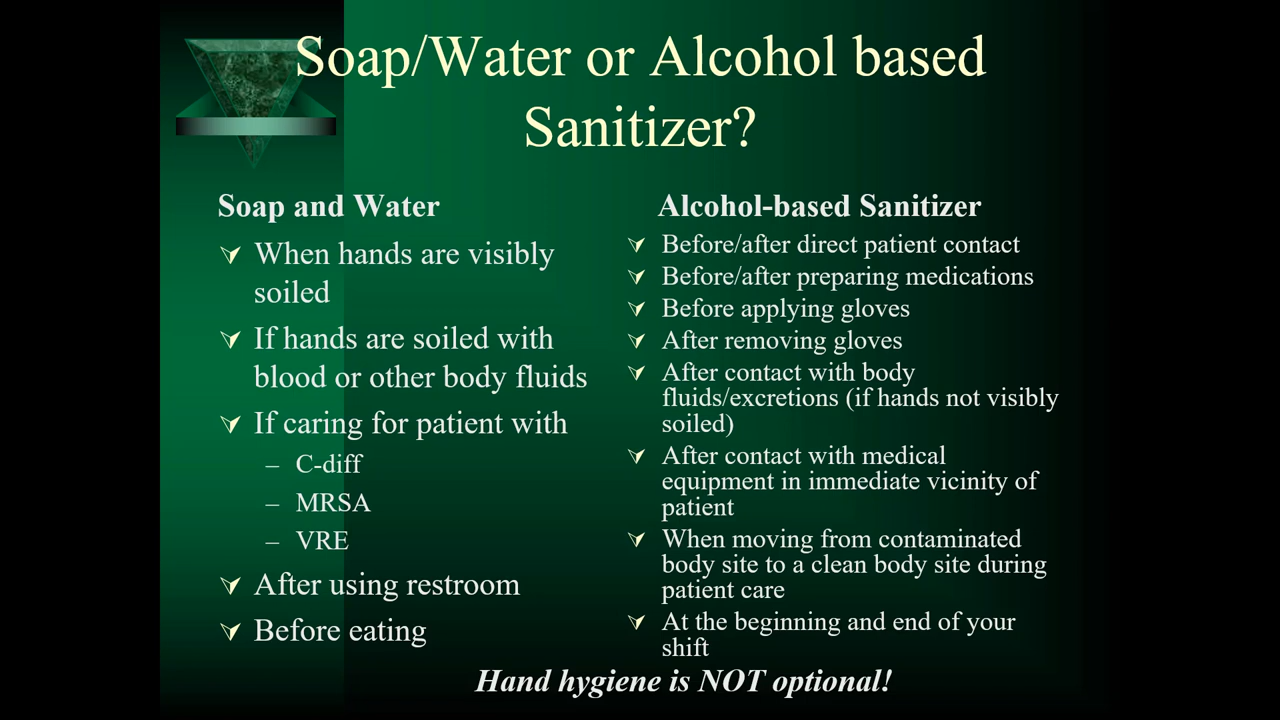 Soap/Water or Alcohol based
Sanitizer?
Soap and Water
When hands are visibly
soiled
If hands are soiled with
blood or other body fluids
If caring for patient with
– C-diff
– MRSA
– VRE
After using restroom
Before eating
Alcohol-based Sanitizer
Before/after direct patient contact
Before/after preparing medications
Before applying gloves
After removing gloves
After contact with body
fluids/excretions (if hands not visibly
soiled)
After contact with medical
equipment in immediate vicinity of
patient
When moving from contaminated
body site to a clean body site during
patient care
At the beginning and end of your
shift
Hand hygiene is NOT optional!